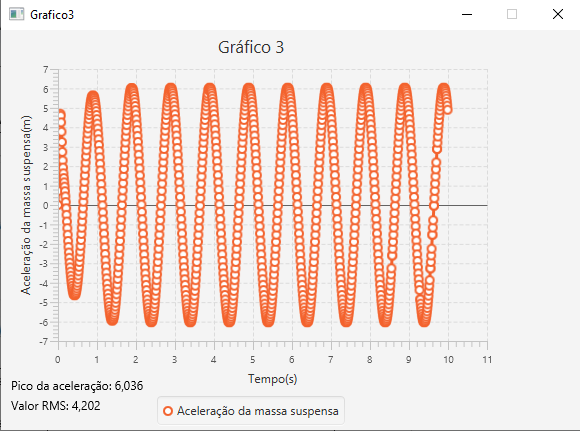 Grafico3
Gráfico 3
Aceleração da massa suspensa(m)
7
6
5
4
3
2
1
0
-1
-2
-3
-4
-5
-6
-7
0 1 2 3 4 5 6 7 8 9 10 11
Tempo(s)
Pico da aceleração: 6,036
Valor RMS: 4,202
Aceleração da massa suspensa